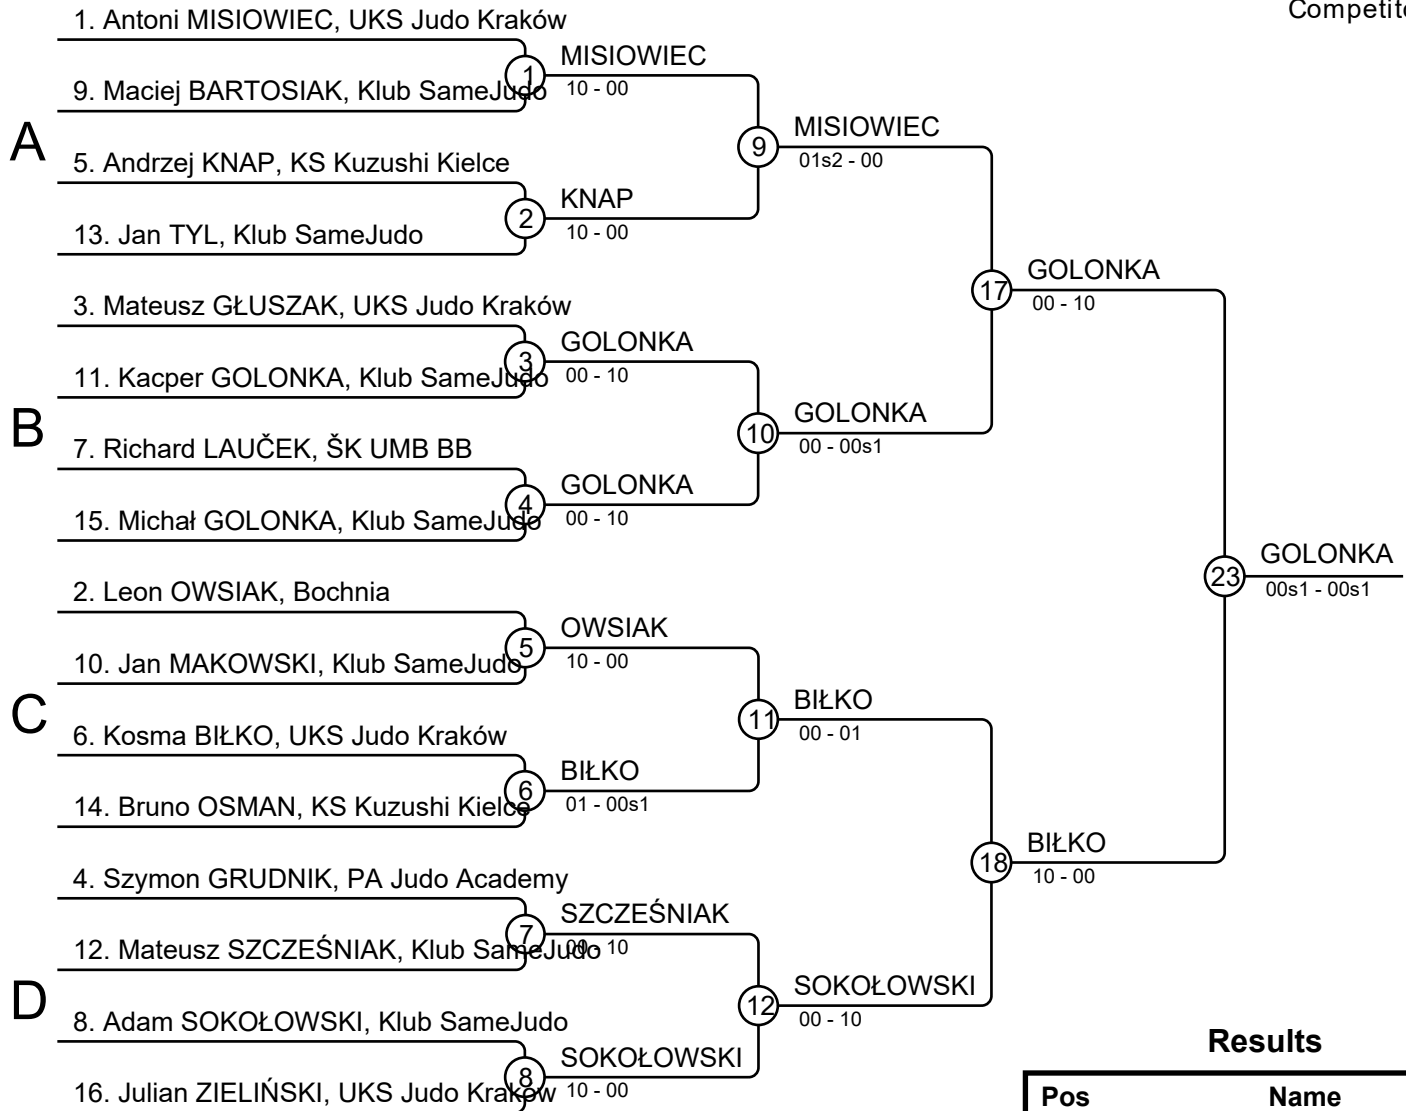 Competito
1. Antoni MISIOWIEC, UKS Judo Kraków
1
MISIOWIEC
10 - 00
9. Maciej BARTOSIAK, Klub SameJudo
A
9
MISIOWIEC
01s2 - 00
5. Andrzej KNAP, KS Kuzushi Kielce
2
KNAP
10 - 00
13. Jan TYL, Klub SameJudo
17
GOLONKA
00 - 10
3. Mateusz GŁUSZAK, UKS Judo Kraków
3
GOLONKA
00 - 10
11. Kacper GOLONKA, Klub SameJudo
B
10
GOLONKA
00 - 00s1
7. Richard LAUČEK, ŠK UMB BB
4
GOLONKA
00 - 10
15. Michał GOLONKA, Klub SameJudo
23
GOLONKA
00s1 - 00s1
2. Leon OWSIAK, Bochnia
5
OWSIAK
10 - 00
10. Jan MAKOWSKI, Klub SameJudo
C
11
BIŁKO
00 - 01
6. Kosma BIŁKO, UKS Judo Kraków
6
BIŁKO
01 - 00s1
14. Bruno OSMAN, KS Kuzushi Kielce
18
BIŁKO
10 - 00
4. Szymon GRUDNIK, PA Judo Academy
7
SZCZEŚNIAK
00 - 10
12. Mateusz SZCZEŚNIAK, Klub SameJudo
D
12
SOKOŁOWSKI
00 - 10
8. Adam SOKOŁOWSKI, Klub SameJudo
8
SOKOŁOWSKI
10 - 00
16. Julian ZIELIŃSKI, UKS Judo Kraków
Results
Pos Name